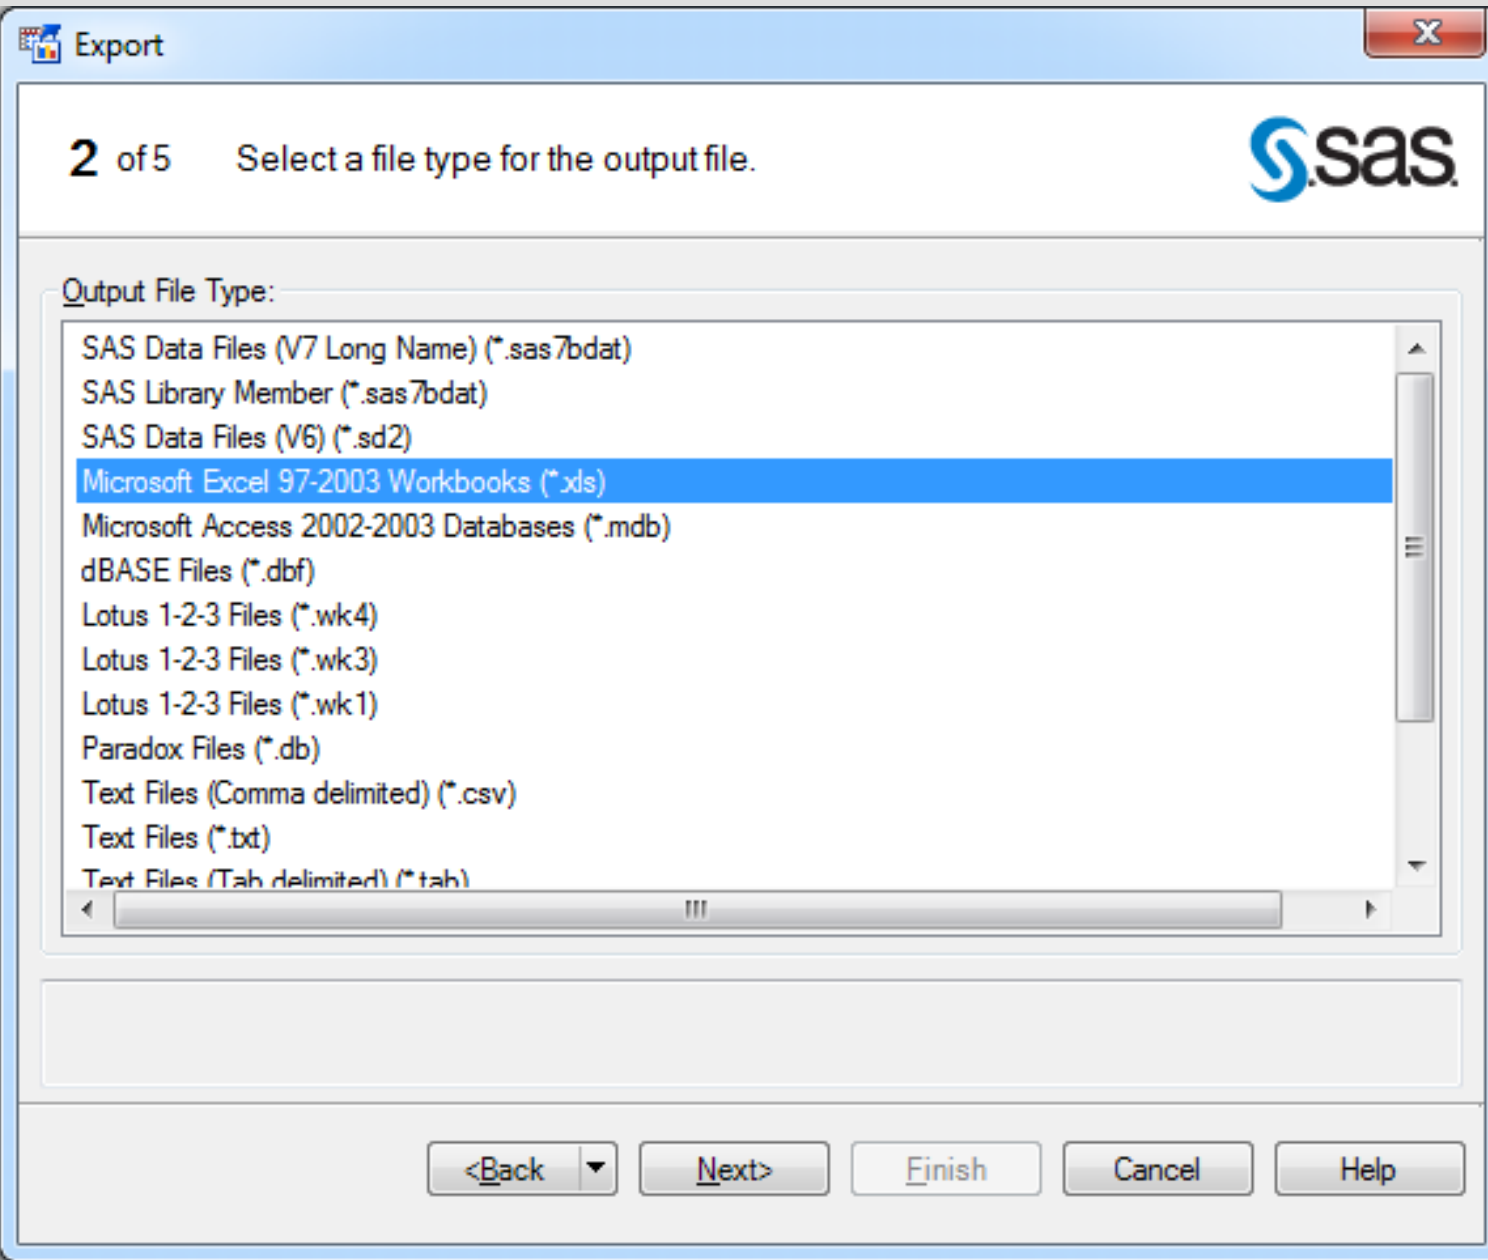 Export
2 of 5 Select a file type for the output file.
sas
Output File Type:
SAS Data Files (V7 Long Name) (*.sas7bdat)
SAS Library Member (*.sas7bdat)
SAS Data Files (V6) (*.sd2)
Microsoft Excel 97-2003 Workbooks (*.xls)
Microsoft Access 2002-2003 Databases (*.mdb)
dBASE Files (*.dbf)
Lotus 1-2-3 Files (*.wk4)
Lotus 1-2-3 Files (*.wk3)
Lotus 1-2-3 Files (*.wk1)
Paradox Files (*.db)
Text Files (Comma delimited) (*.csv)
Text Files (*.txt)
Text Files (Tab delimited) (*.tab)
<Back Next> Finish Cancel Help